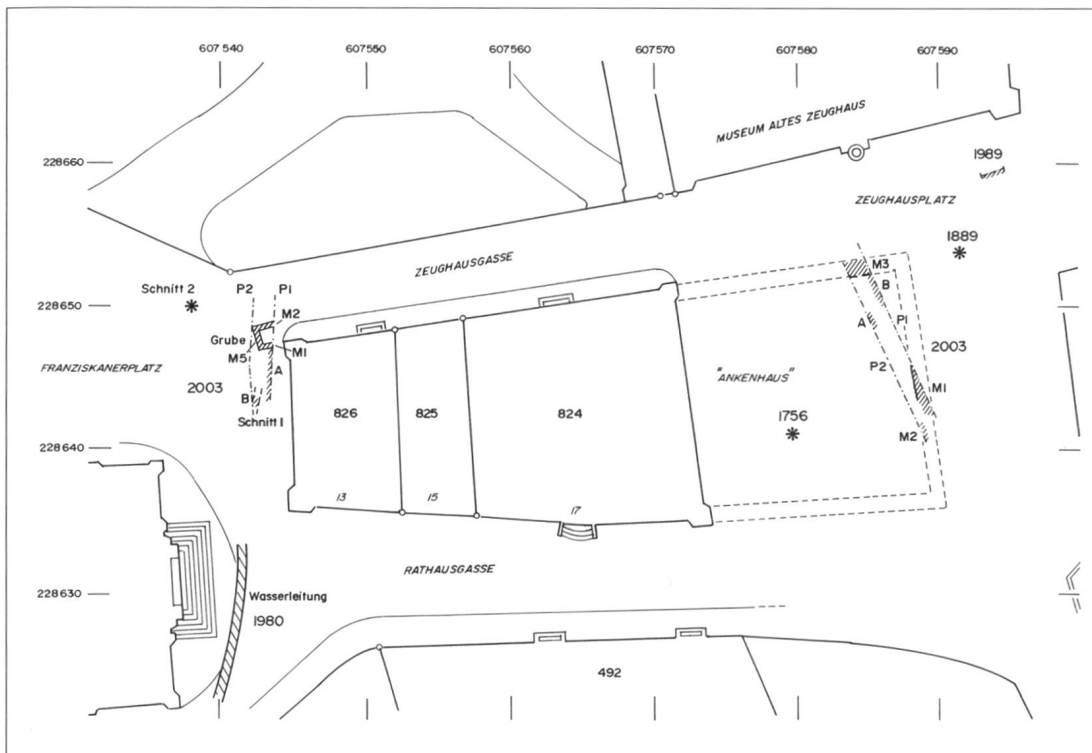 607 540
607550
607560
607570
607580
607590
MUSEUM ALTES ZEUGHAUS
228660
1989
ZEUGHAUSPLATZ
1889
ZEUGHAUSGASSE
M3
Schnitt 2
P2
P1
B
228650
M2
A
P1
Grube
M1
2003
M5
P2
FRANZISKANERPLATZ
A
"ANKENHAUS"
2003
M1
B
826
825
824
1756
Schnitt 1
M2
228640
13
15
17
RATHAUSGASSE
228630
Wasserleitung
1980
492